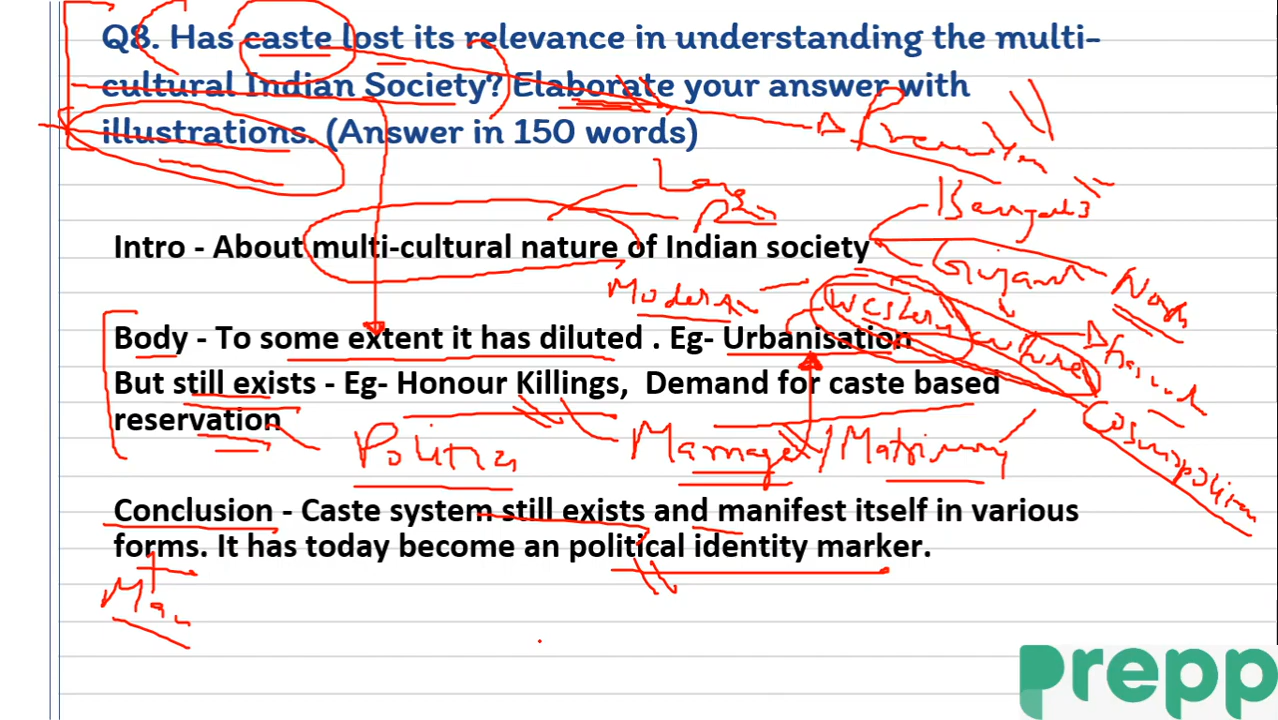 Q8. Has caste lost its relevance in understanding the multi-
cultural Indian Society? Elaborate your answer with
illustrations. (Answer in 150 words)
Lang
Bengal
Intro - About multi-cultural nature of Indian society
Gujarat
North
Modern
Western
Body - To some extent it has diluted . Eg- Urbanisation
culture
But still exists - Eg- Honour Killings,  Demand for caste based
reservation
Politics
Marriage/Matrimony
Cosmopolitan
Conclusion - Caste system still exists and manifest itself in various
forms. It has today become an political identity marker.
prepp